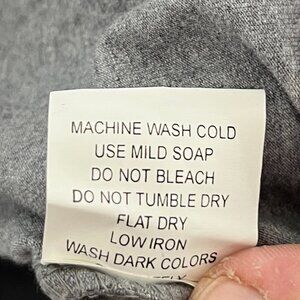 MACHINE WASH COLD
USE MILD SOAP
DO NOT BLEACH
DO NOT TUMBLE DRY
FLAT DRY
LOW IRON
WASH DARK COLORS